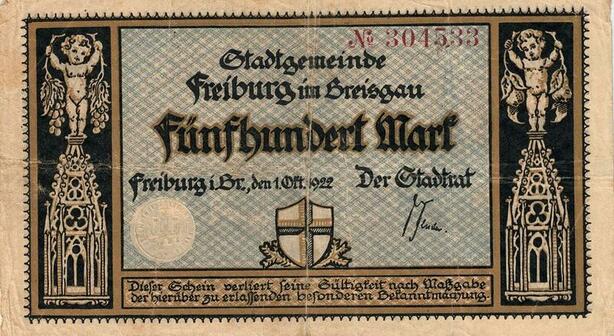 № 304533
Stadtgemeinde
Freiburg im Breisgau
Fünfhundert Mark
Freiburg i. Br., den 1. Okt. 1922   Der Stadtrat
Dieser Schein verliert seine Gültigkeit nach Maßgabe
der hierüber zu erlassenden besonderen Bekanntmachung.